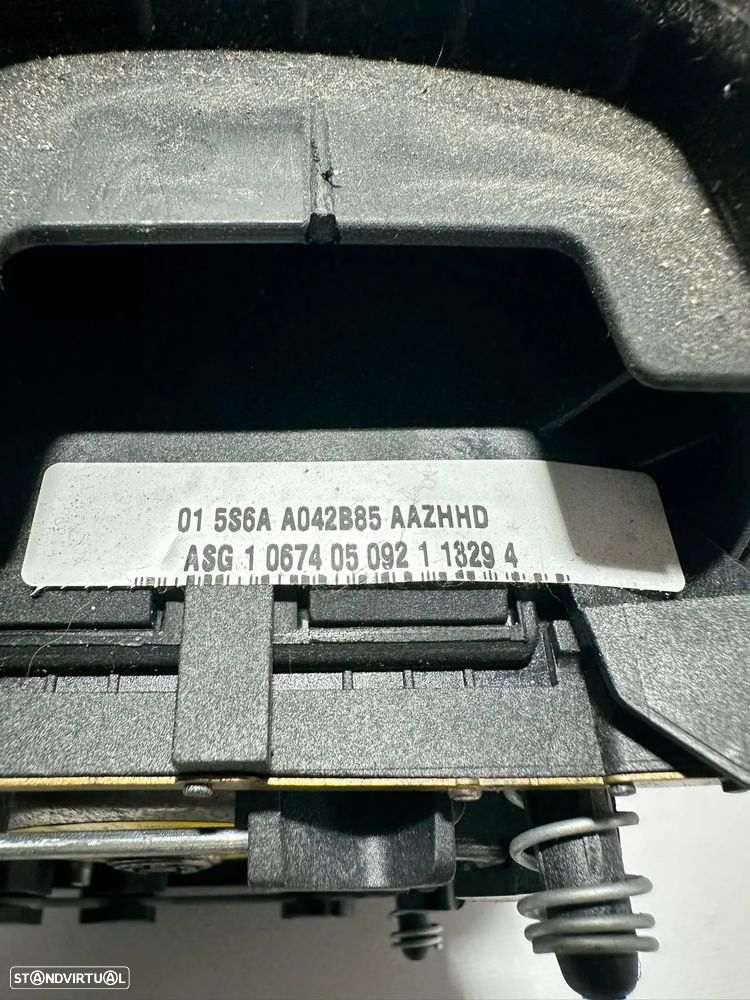 01 5S6A A042B85 AAZHHD
ASG 1 0674 05 092 1 1329 4
STANDVIRTUAL